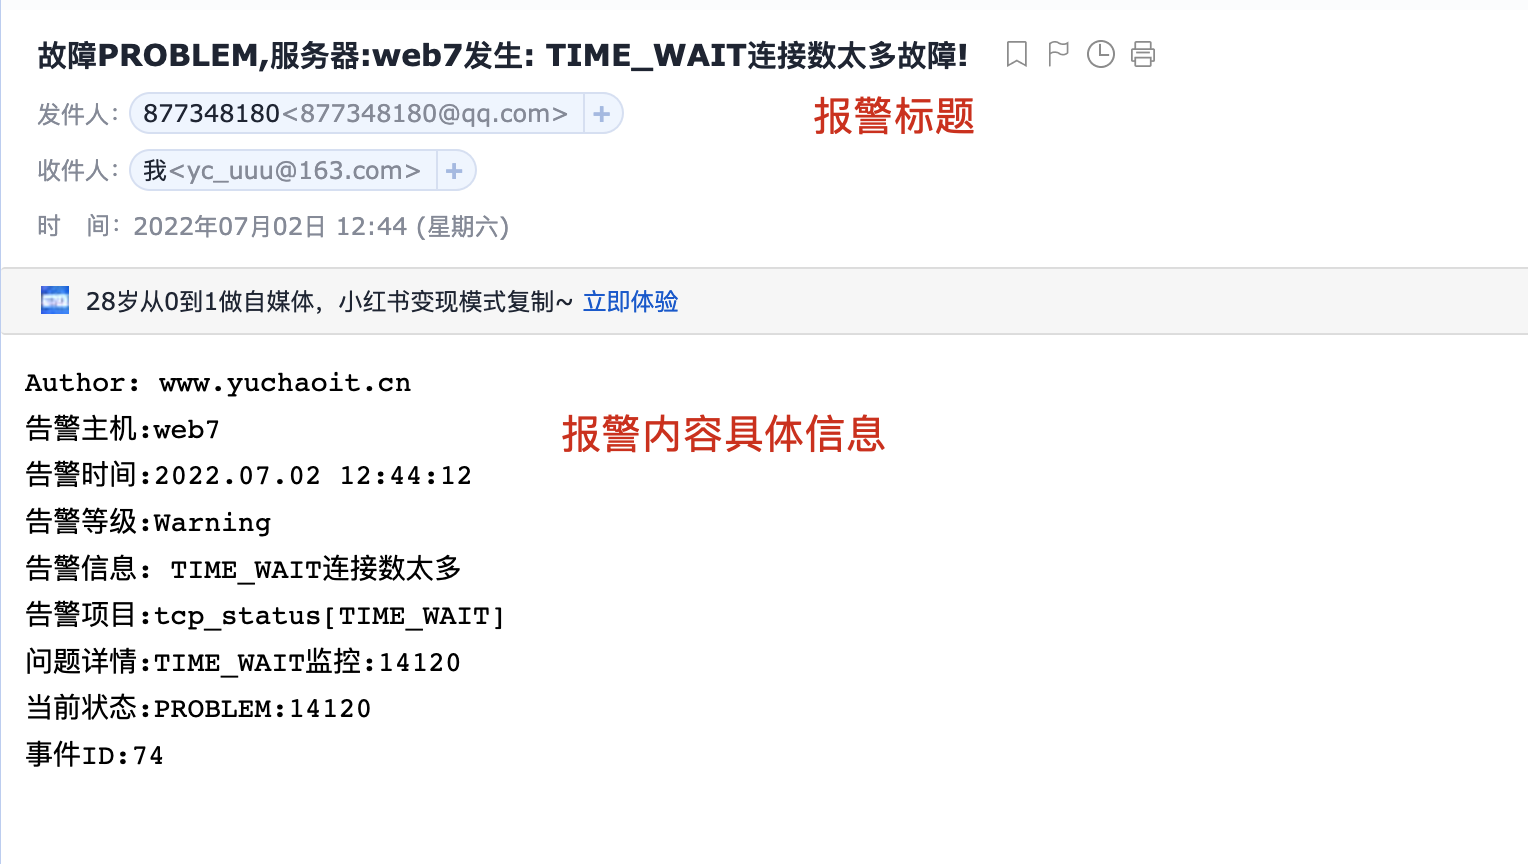 故障PROBLEM,服务器:web7发生: TIME_WAIT连接数太多故障!
发件人: 877348180<877348180@qq.com> +
报警标题
收件人: 我<yc_uuu@163.com> +
时 间: 2022年07月02日 12:44 (星期六)
28岁从0到1做自媒体，小红书变现模式复制~ 立即体验
Author: www.yuchaoit.cn
告警主机:web7
报警内容具体信息
告警时间:2022.07.02 12:44:12
告警等级:Warning
告警信息: TIME_WAIT连接数太多
告警项目:tcp_status[TIME_WAIT]
问题详情:TIME_WAIT监控:14120
当前状态:PROBLEM:14120
事件ID:74